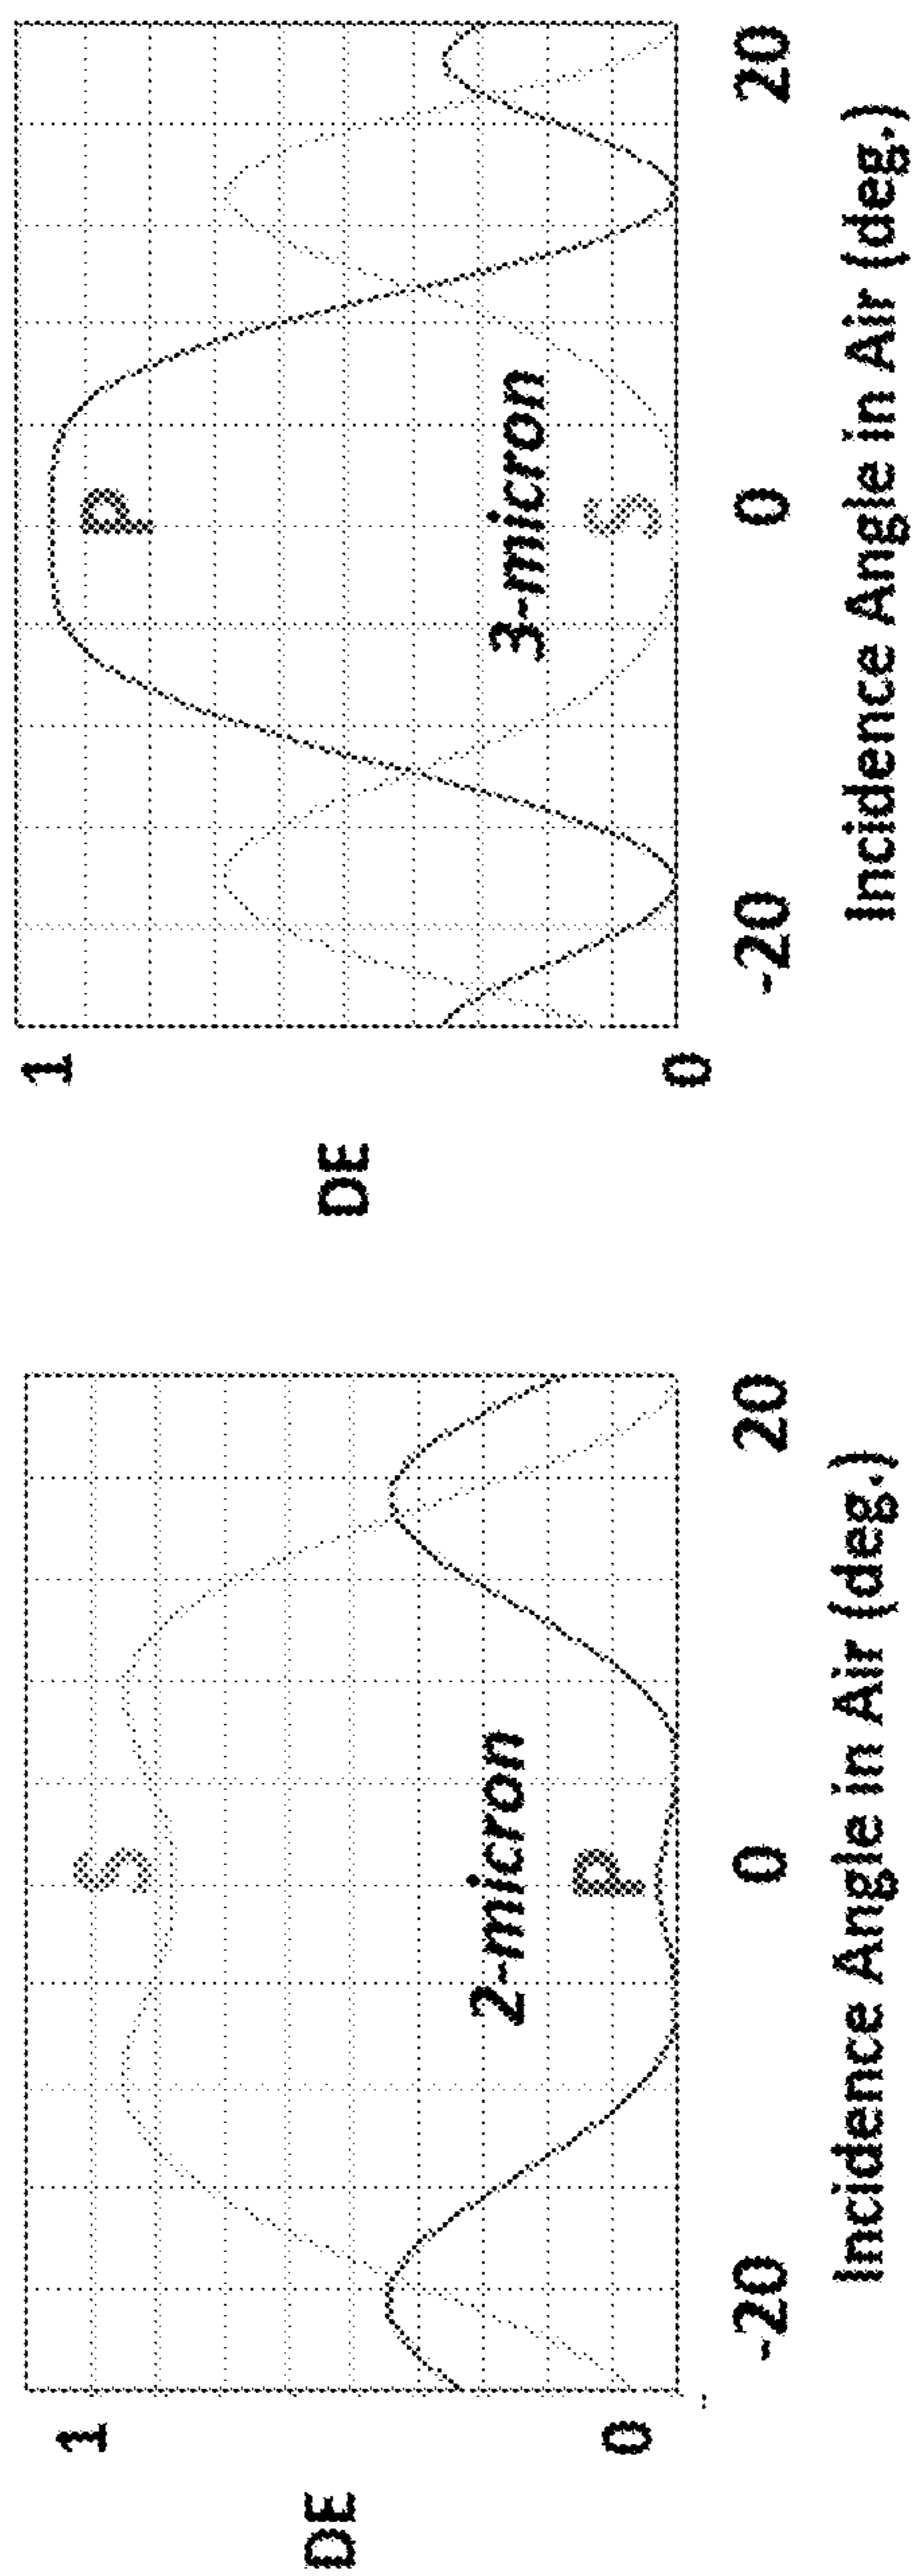 DE
1
0
S
2-micron
P
-20 0 20
Incidence Angle in Air (deg.)
DE
1
0
P
3-micron
S
-20 0 20
Incidence Angle in Air (deg.)